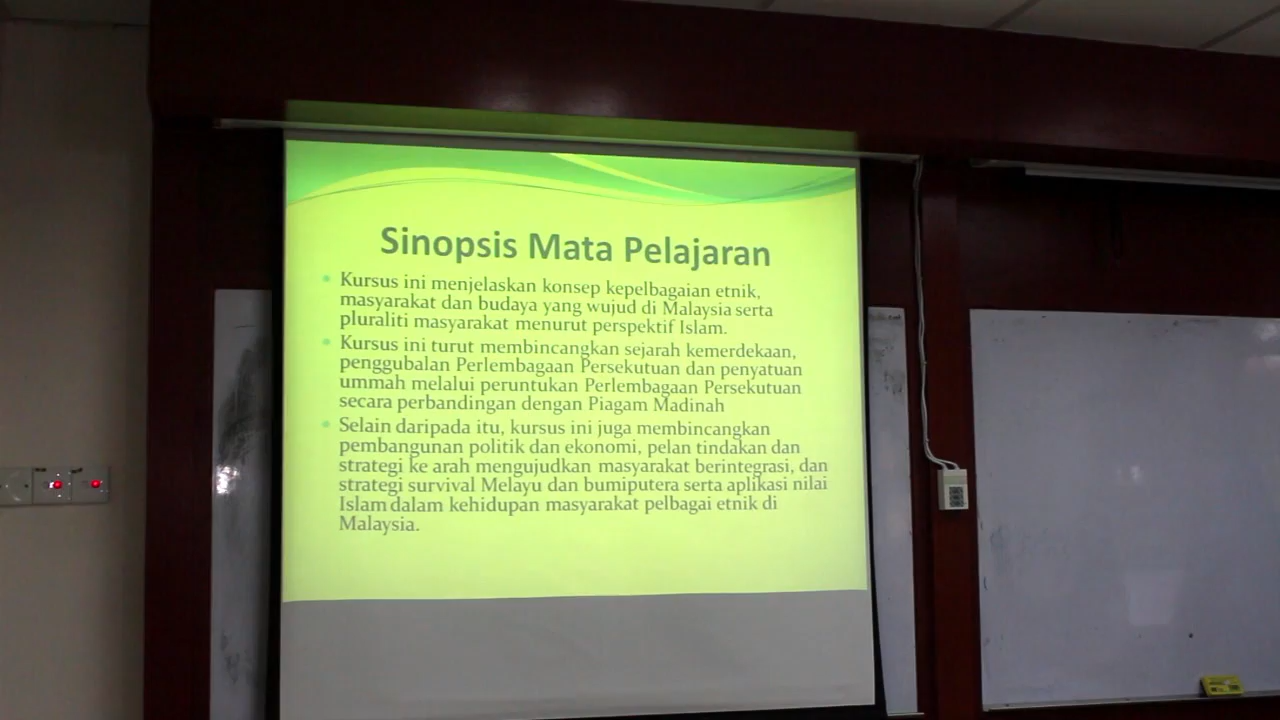 Sinopsis Mata Pelajaran
Kursus ini menjelaskan konsep kepelbagaian etnik,
masyarakat dan budaya yang wujud di Malaysia serta
pluraliti masyarakat menurut perspektif Islam.
Kursus ini turut membincangkan sejarah kemerdekaan,
penggubalan Perlembagaan Persekutuan dan penyatuan
ummah melalui peruntukan Perlembagaan Persekutuan
secara perbandingan dengan Piagam Madinah
Selain daripada itu, kursus ini juga membincangkan
pembangunan politik dan ekonomi, pelan tindakan dan
strategi ke arah mengujudkan masyarakat berintegrasi, dan
strategi survival Melayu dan bumiputera serta aplikasi nilai
Islam dalam kehidupan masyarakat pelbagai etnik di
Malaysia.